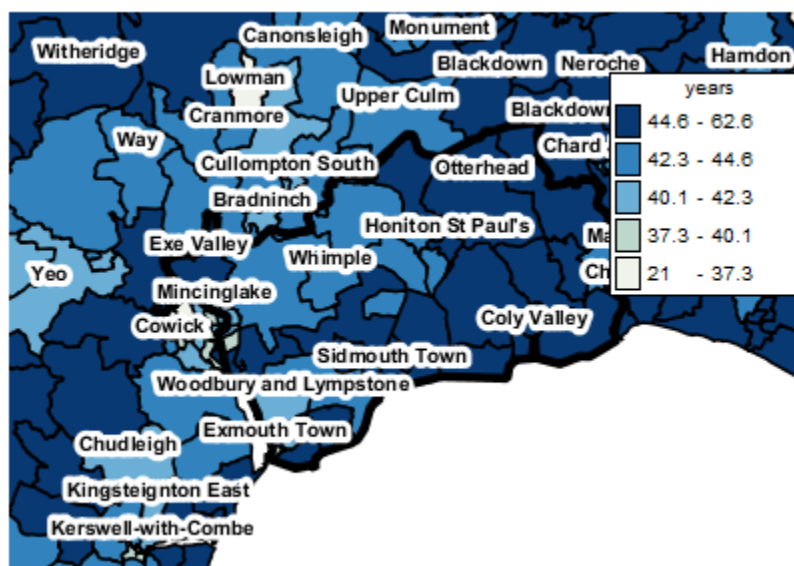 Canonsleigh
Monument
Witheridge
Blackdown
Neroche
Hamdon
Lowman
Upper Culm
Cranmore
Blackdown
Way
Chard
Cullompton South
Otterhead
Bradninch
Honiton St Paul's
Exe Valley
Whimple
Yeo
Mincinglake
Cowick
Coly Valley
Sidmouth Town
Woodbury and Lympstone
Exmouth Town
Chudleigh
Kingsteignton East
Kerswell-with-Combe
years
44.6 - 62.6
42.3 - 44.6
40.1 - 42.3
37.3 - 40.1
21 - 37.3